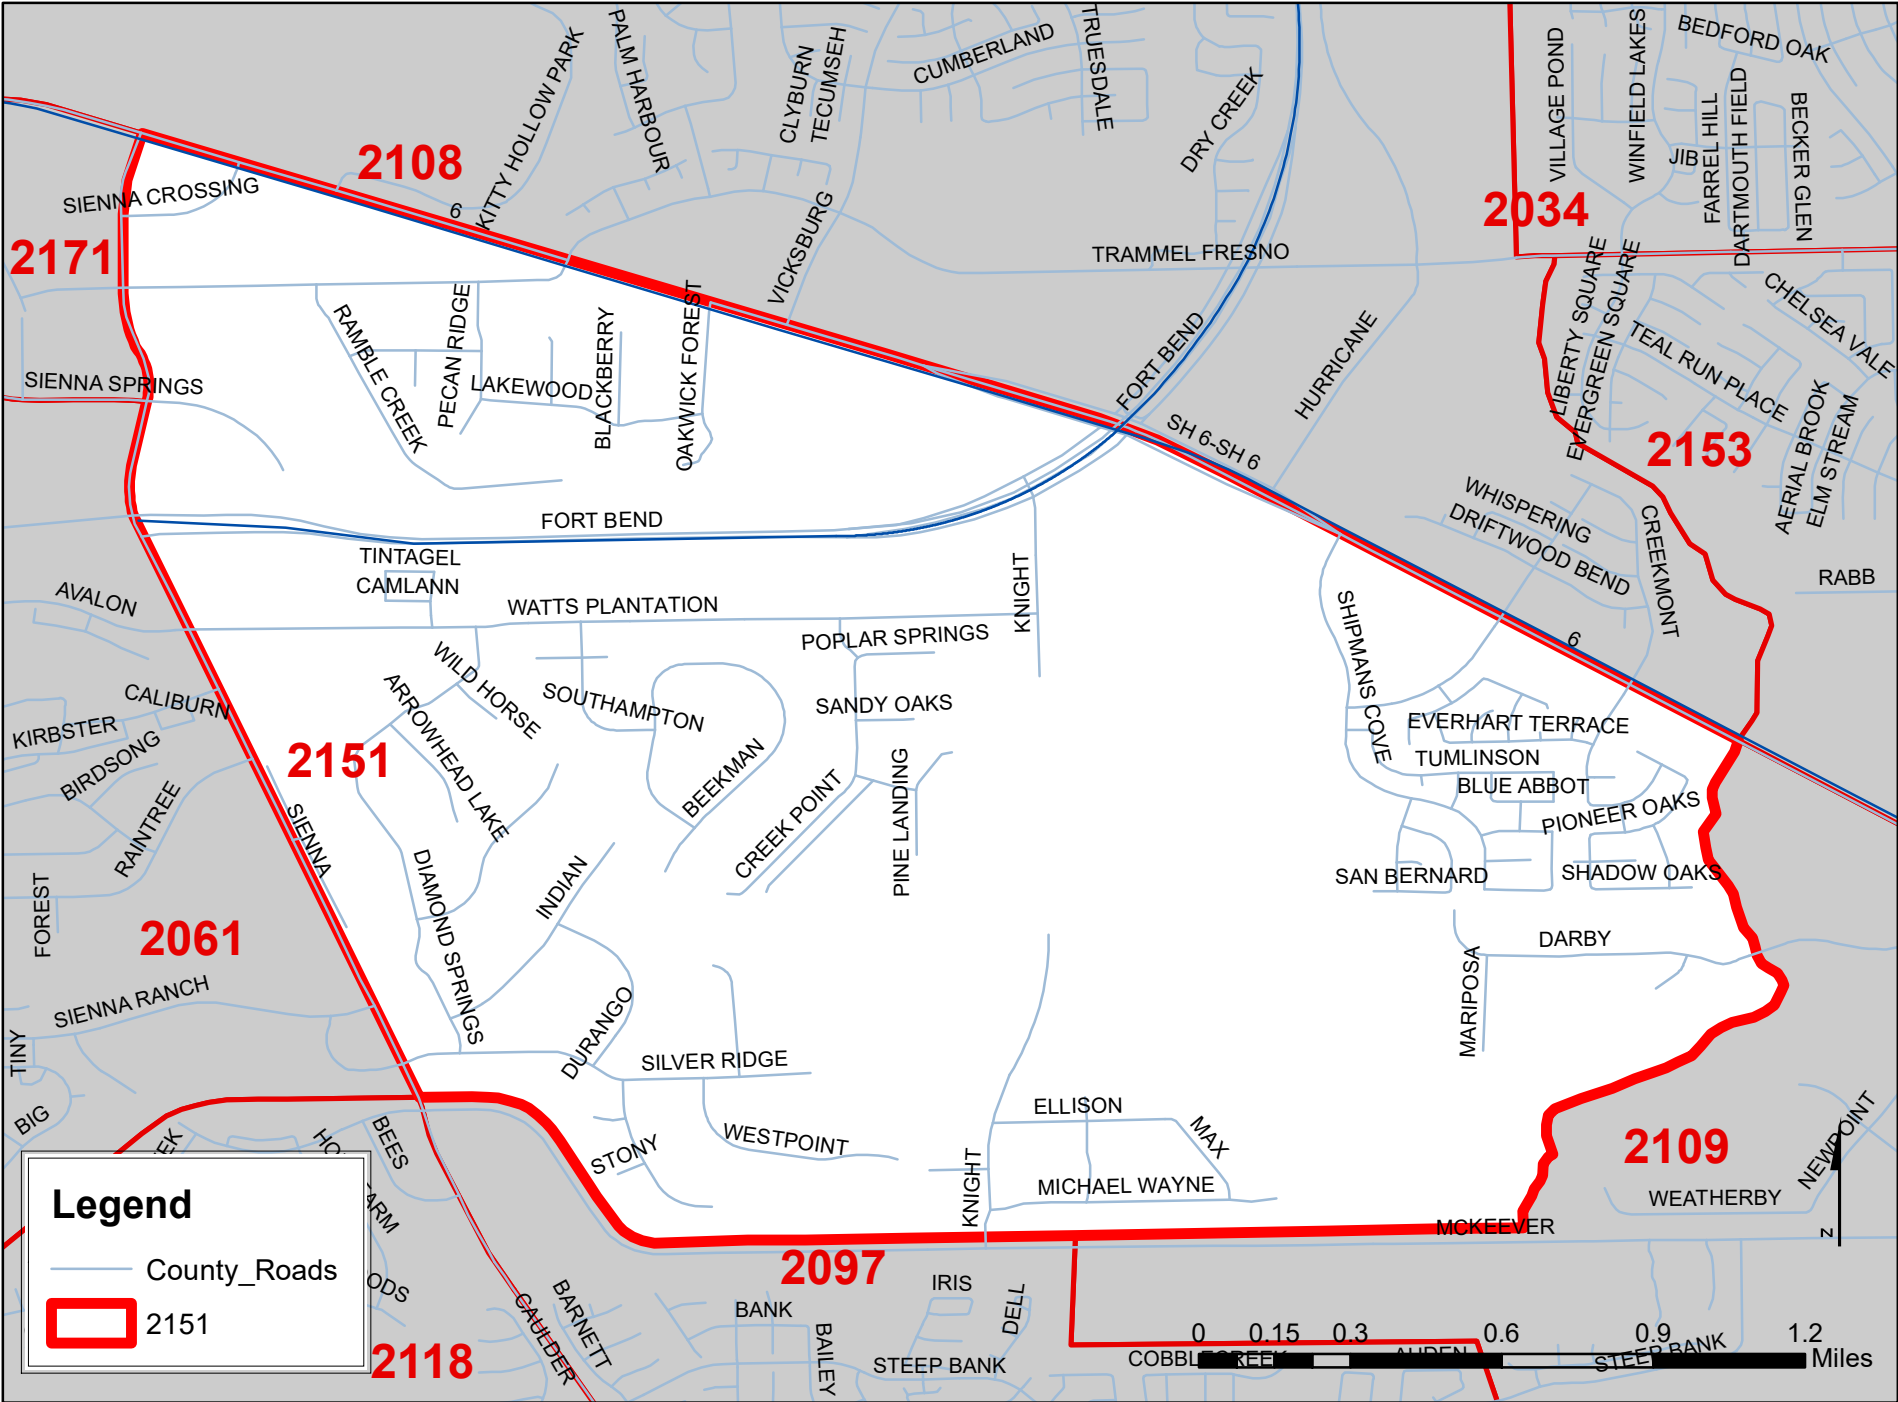 BEDFORD OAK
PALM HARBOUR
TRUESDALE
VILLAGE POND
WINFIELD LAKES
CUMBERLAND
CLYBURN
TECUMSEH
KITTY HOLLOW PARK
DRY CREEK
FARREL HILL
DARTMOUTH FIELD
BECKER GLEN
JIB
2108
SIENNA CROSSING
6
2034
2171
VICKSBURG
TRAMMEL FRESNO
LIBERTY SQUARE
EVERGREEN SQUARE
CHELSEA VALE
RAMBLE CREEK
PECAN RIDGE
BLACKBERRY
OAKWICK FOREST
FORT BEND
HURRICANE
TEAL RUN PLACE
SIENNA SPRINGS
LAKEWOOD
AERIAL BROOK
ELM STREAM
SH 6-SH 6
2153
WHISPERING
DRIFTWOOD BEND
CREEKMONT
FORT BEND
TINTAGEL
CAMLANN
KNIGHT
RABB
AVALON
WATTS PLANTATION
POPLAR SPRINGS
SHIPMANS COVE
6
WILD HORSE
ARROWHEAD LAKE
SOUTHAMPTON
SANDY OAKS
CALIBURN
KIRBSTER
BIRDSONG
EVERHART TERRACE
2151
BEEKMAN
TUMLINSON
BLUE ABBOT
CREEK POINT
PINE LANDING
PIONEER OAKS
RAINTREE
SIENNA
SAN BERNARD
SHADOW OAKS
DIAMOND SPRINGS
INDIAN
FOREST
2061
DARBY
MARIPOSA
SIENNA RANCH
DURANGO
TINY
SILVER RIDGE
BIG
ELLISON
MAX
BEES
STONY
WESTPOINT
2109
NEWPOINT
KNIGHT
MICHAEL WAYNE
WEATHERBY
MCKEEVER
Z
2097
Legend
County_Roads
2151
IRIS
DELL
BANK
BAILEY
BARNETT
CAULDER
2118
STEEP BANK
0 0.15 0.3 0.6 0.9 1.2
Miles
COBBLECREEK
AUDEN
STEEP BANK